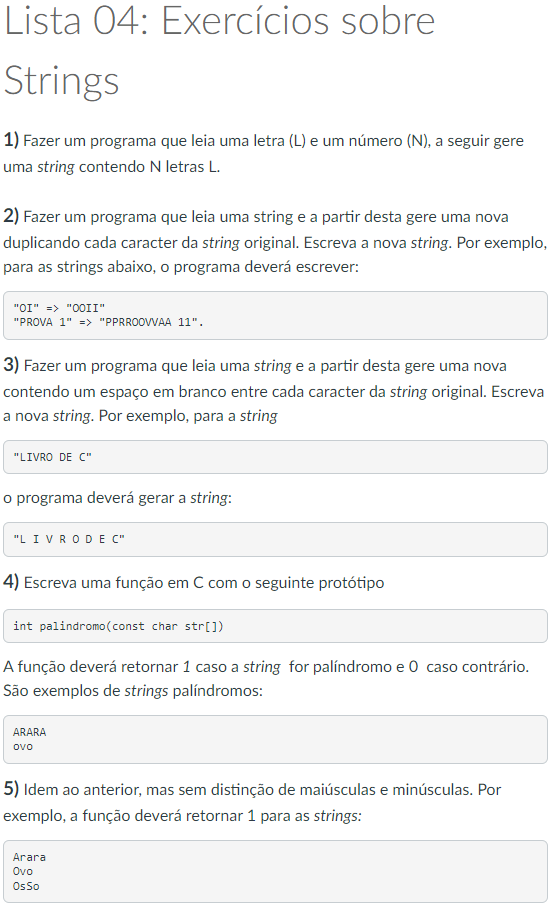 Lista 04: Exercícios sobre
Strings
1) Fazer um programa que leia uma letra (L) e um número (N), a seguir gere
uma string contendo N letras L.
2) Fazer um programa que leia uma string e a partir desta gere uma nova
duplicando cada caracter da string original. Escreva a nova string. Por exemplo,
para as strings abaixo, o programa deverá escrever:
"OI" => "OOII"
"PROVA 1" => "PPRROOVVAA 11".
3) Fazer um programa que leia uma string e a partir desta gere uma nova
contendo um espaço em branco entre cada caracter da string original. Escreva
a nova string. Por exemplo, para a string
"LIVRO DE C"
o programa deverá gerar a string:
"L I V R O D E C"
4) Escreva uma função em C com o seguinte protótipo
int palindromo(const char str[])
A função deverá retornar 1 caso a string for palíndromo e 0 caso contrário.
São exemplos de strings palíndromos:
ARARA
ovo
5) Idem ao anterior, mas sem distinção de maiúsculas e minúsculas. Por
exemplo, a função deverá retornar 1 para as strings:
Arara
Ovo
OsSo